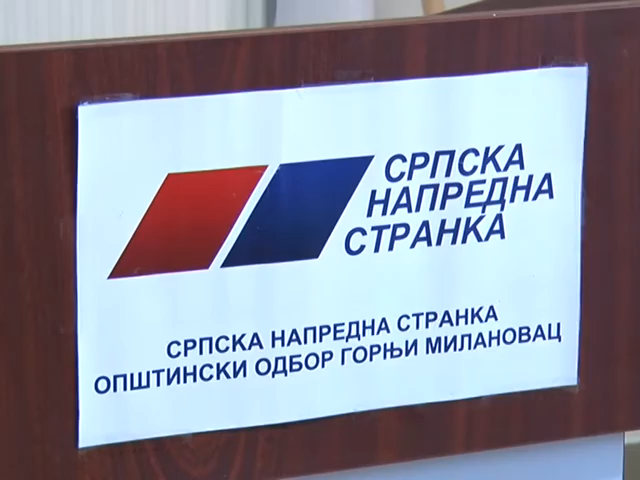 СРПСКА
НАПРЕДНА
СТРАНКА
СРПСКА НАПРЕДНА СТРАНКА
ОПШТИНСКИ ОДБОР ГОРЊИ МИЛАНОВАЦ